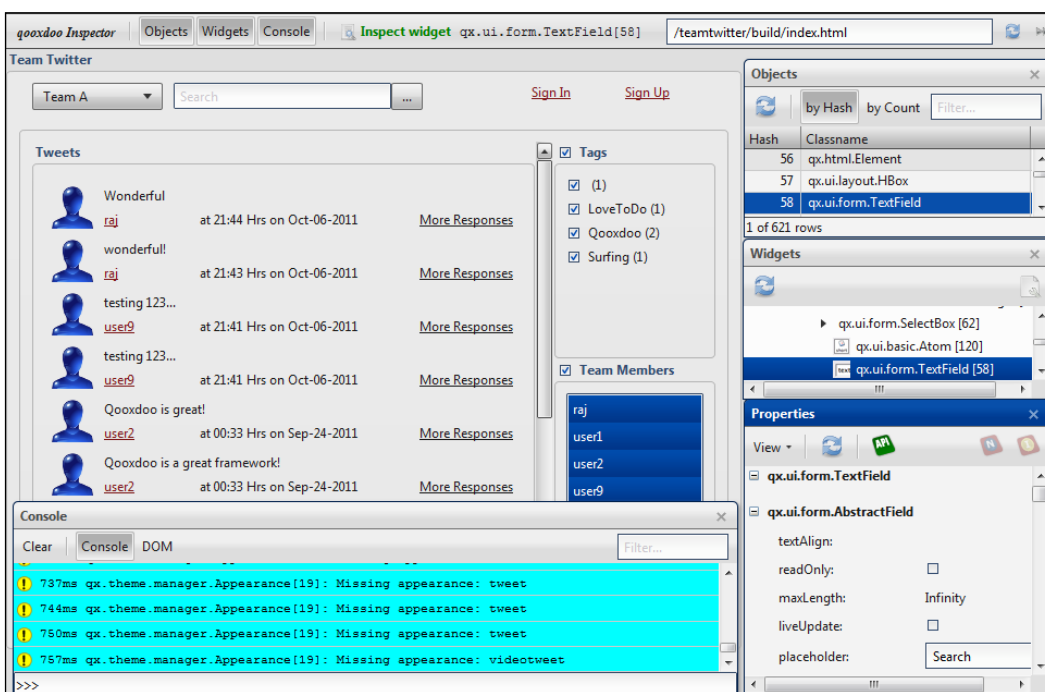 qooxdoo Inspector Objects Widgets Console Inspect widget qx.ui.form.TextField[58] /teamtwitter/build/index.html
Team Twitter
Team A Search ... Sign In Sign Up
Tweets
Wonderful
raj at 21:44 Hrs on Oct-06-2011 More Responses
wonderful!
raj at 21:43 Hrs on Oct-06-2011 More Responses
testing 123...
user9 at 21:41 Hrs on Oct-06-2011 More Responses
testing 123...
user9 at 21:41 Hrs on Oct-06-2011 More Responses
Qooxdoo is great!
user2 at 00:33 Hrs on Sep-24-2011 More Responses
Qooxdoo is a great framework!
user2 at 00:33 Hrs on Sep-24-2011 More Responses
Tags
(1)
LoveToDo (1)
Qooxdoo (2)
Surfing (1)
Team Members
raj
user1
user2
user9
Console
Clear Console DOM Filter...
737ms qx.theme.manager.Appearance[19]: Missing appearance: tweet
744ms qx.theme.manager.Appearance[19]: Missing appearance: tweet
750ms qx.theme.manager.Appearance[19]: Missing appearance: tweet
757ms qx.theme.manager.Appearance[19]: Missing appearance: videotweet
>>>
Objects
by Hash by Count Filter...
Hash Classname
56 qx.html.Element
57 qx.ui.layout.HBox
58 qx.ui.form.TextField
1 of 621 rows
Widgets
qx.ui.form.SelectBox [62]
qx.ui.basic.Atom [120]
text qx.ui.form.TextField [58]
Properties
View API N
qx.ui.form.TextField
qx.ui.form.AbstractField
textAlign:
readOnly:
maxLength: Infinity
liveUpdate:
placeholder: Search